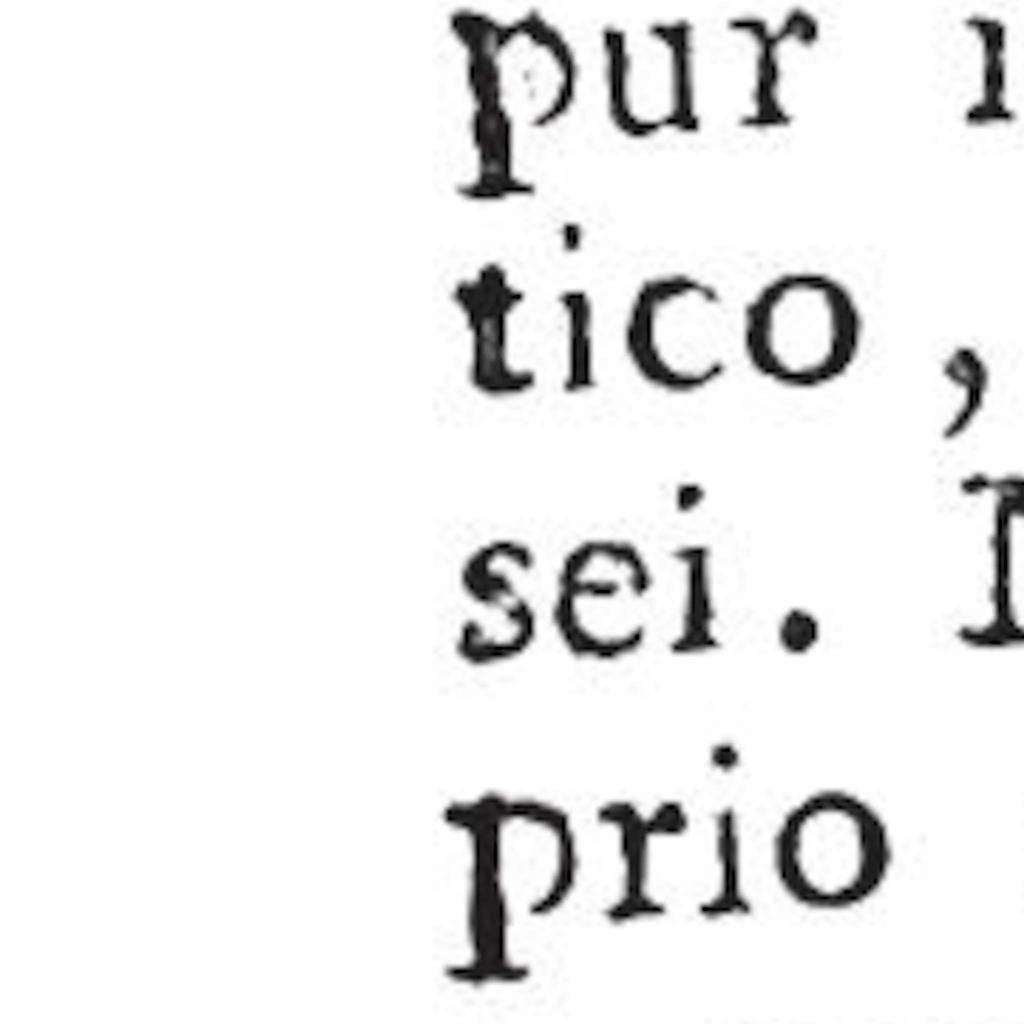 pur
tico ,
sei.
prio